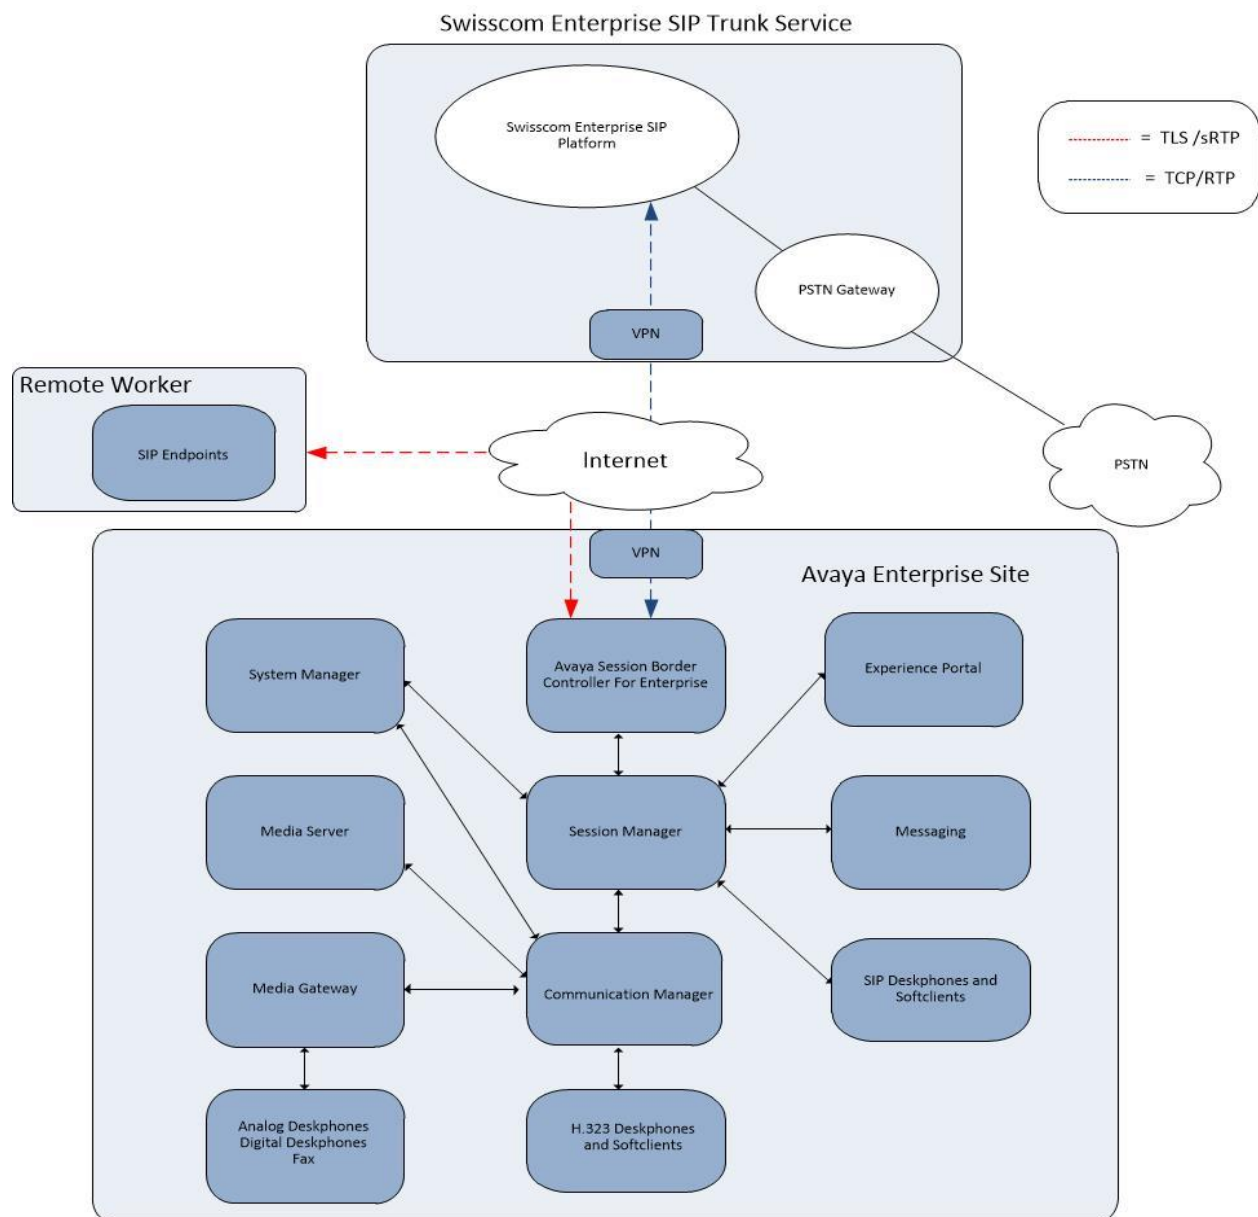 Swisscom Enterprise SIP Trunk Service
Swisscom Enterprise SIP
Platform
= TLS /sRTP
= TCP/RTP
PSTN Gateway
VPN
Remote Worker
SIP Endpoints
Internet
PSTN
VPN
Avaya Enterprise Site
System Manager
Avaya Session Border
Controller For Enterprise
Experience Portal
Media Server
Session Manager
Messaging
Media Gateway
Communication Manager
SIP Deskphones and
Softclients
Analog Deskphones
Digital Deskphones
Fax
H.323 Deskphones
and Softclients